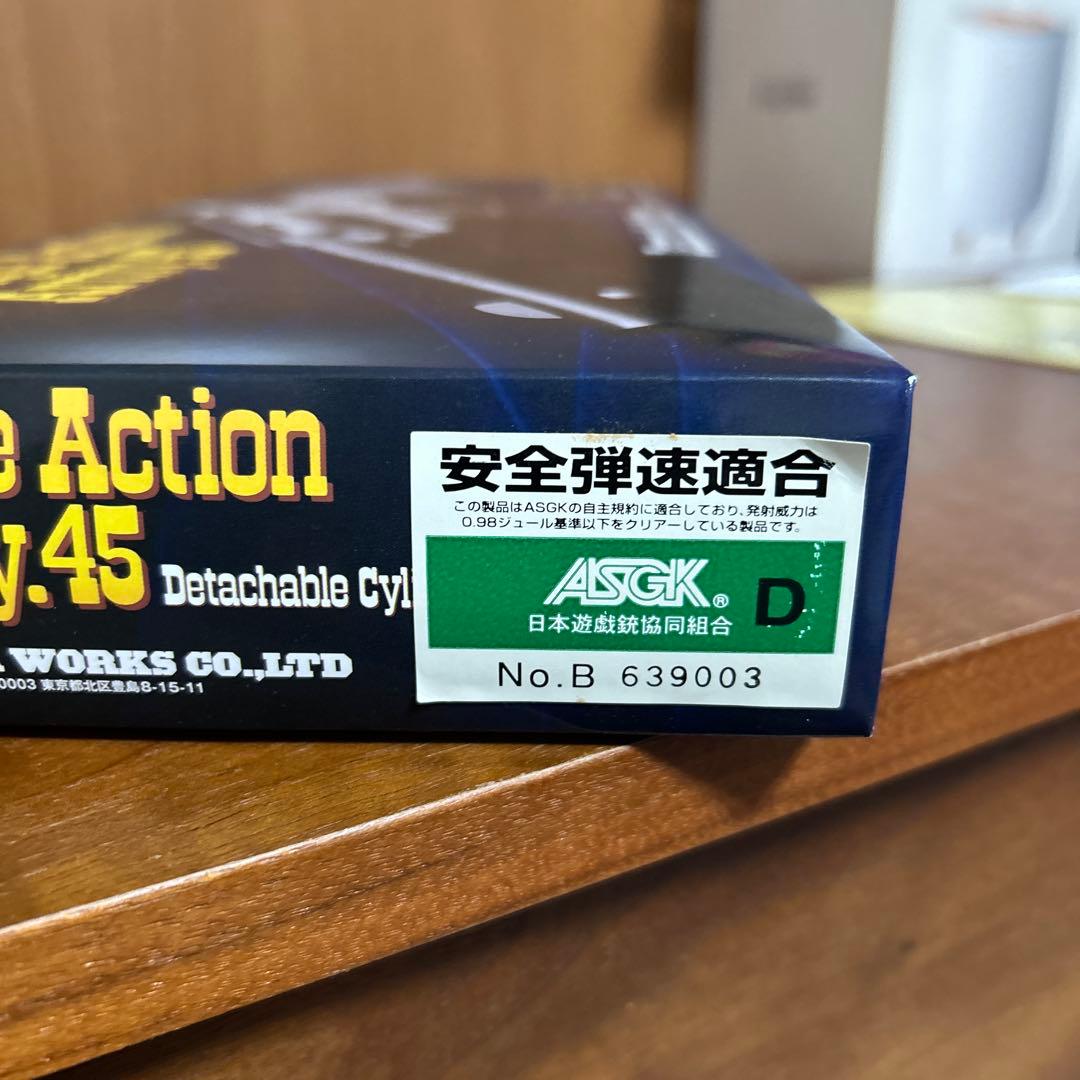 e Action
y.45 Detachable Cyli
WORKS CO.,LTD
0003 東京都北区豊島8-15-11
安全弾速適合
この製品はASGKの自主規約に適合しており、発射威力は
0.98ジュール基準以下をクリアーしている製品です。
ASGK®
日本遊戯銃協同組合
D
No.B 639003